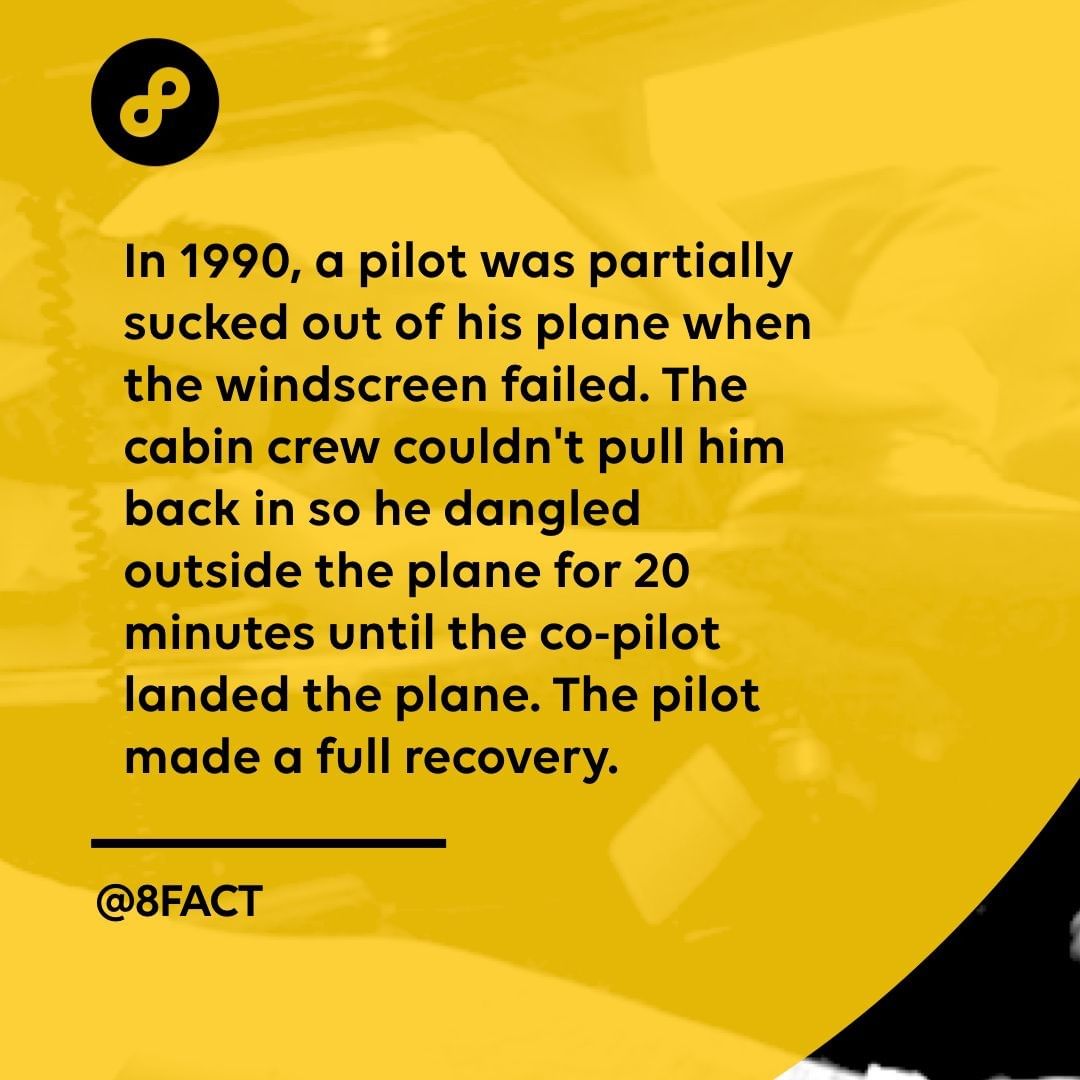 In 1990, a pilot was partially
sucked out of his plane when
the windscreen failed. The
cabin crew couldn't pull him
back in so he dangled
outside the plane for 20
minutes until the co-pilot
landed the plane. The pilot
made a full recovery.
@8FACT